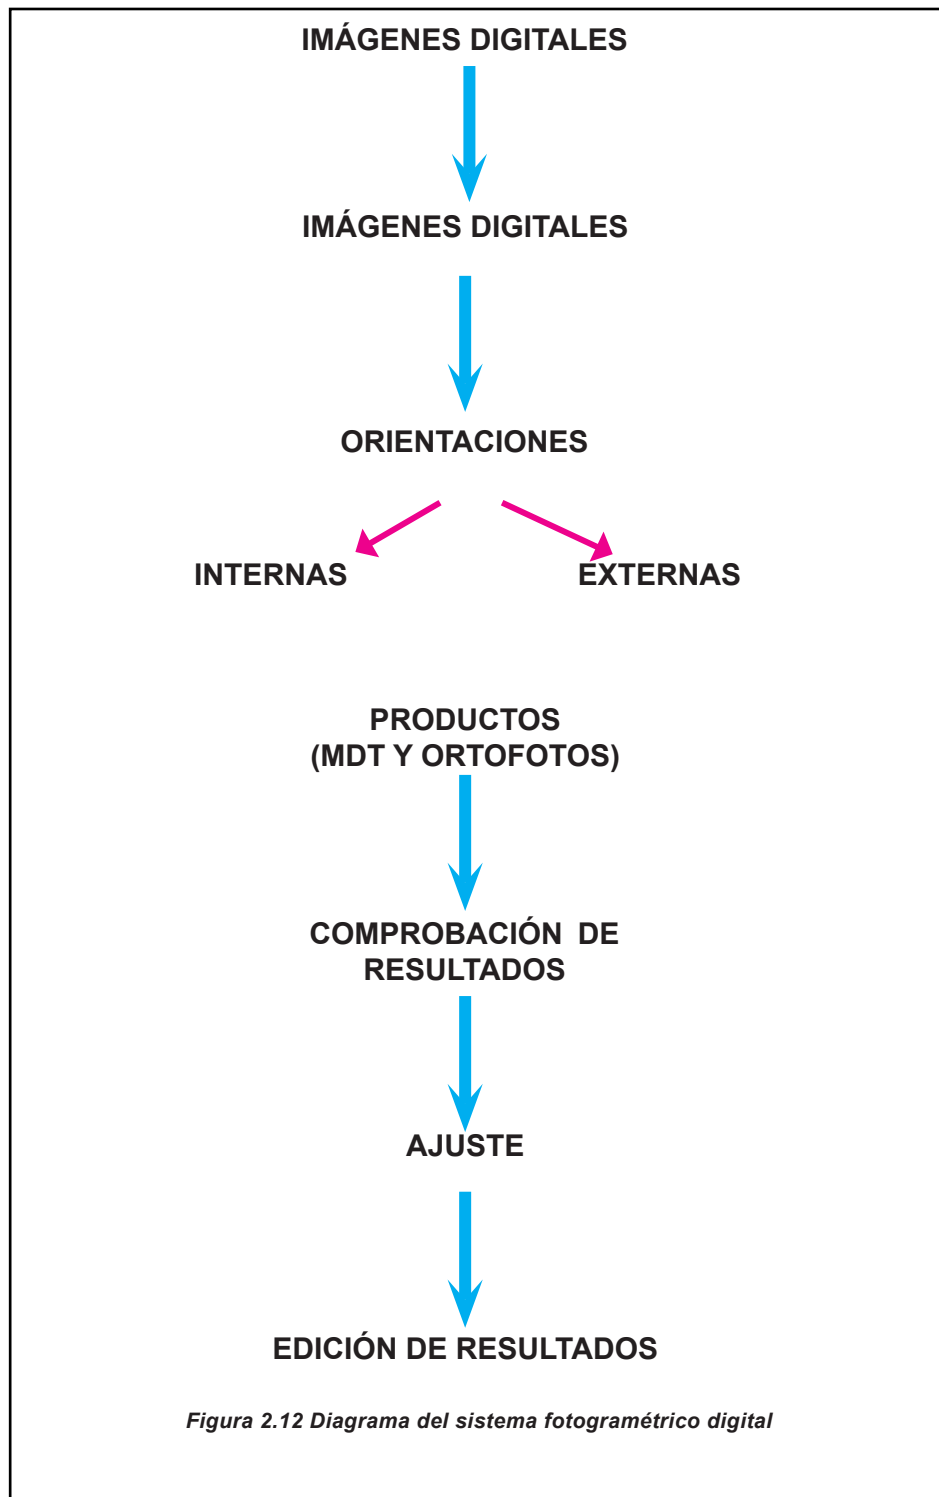 IMÁGENES DIGITALES
IMÁGENES DIGITALES
ORIENTACIONES
INTERNAS
EXTERNAS
PRODUCTOS
(MDT Y ORTOFOTOS)
COMPROBACIÓN DE
RESULTADOS
AJUSTE
EDICIÓN DE RESULTADOS
Figura 2.12 Diagrama del sistema fotogramétrico digital